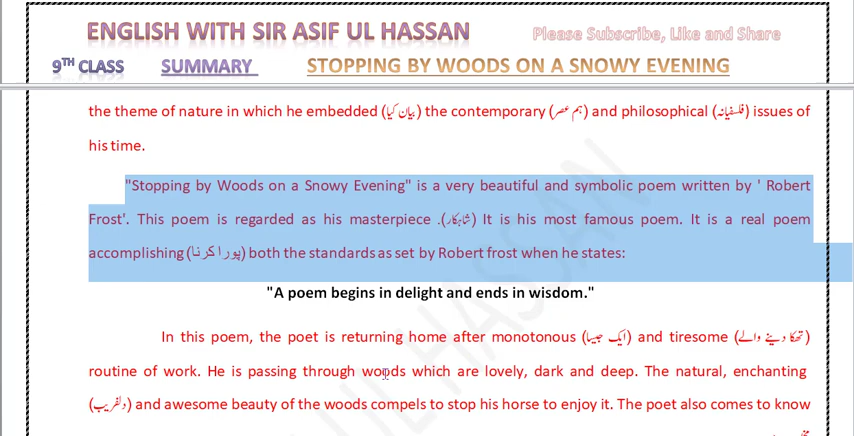 ENGLISH WITH SIR ASIF UL HASSAN Please Subscribe, Like and Share
9TH CLASS SUMMARY STOPPING BY WOODS ON A SNOWY EVENING
the theme of nature in which he embedded (بیان کیا) the contemporary (ہم عصر) and philosophical (فلسفیانہ) issues of
his time.
"Stopping by Woods on a Snowy Evening" is a very beautiful and symbolic poem written by ' Robert
Frost'. This poem is regarded as his masterpiece .(شاہکار) It is his most famous poem. It is a real poem
accomplishing (پورا کرنا) both the standards as set by Robert frost when he states:
"A poem begins in delight and ends in wisdom."
In this poem, the poet is returning home after monotonous (ایک جیسا) and tiresome (تھکا دینے والے)
routine of work. He is passing through woods which are lovely, dark and deep. The natural, enchanting
(دلفریب) and awesome beauty of the woods compels to stop his horse to enjoy it. The poet also comes to know
UL HASSAN